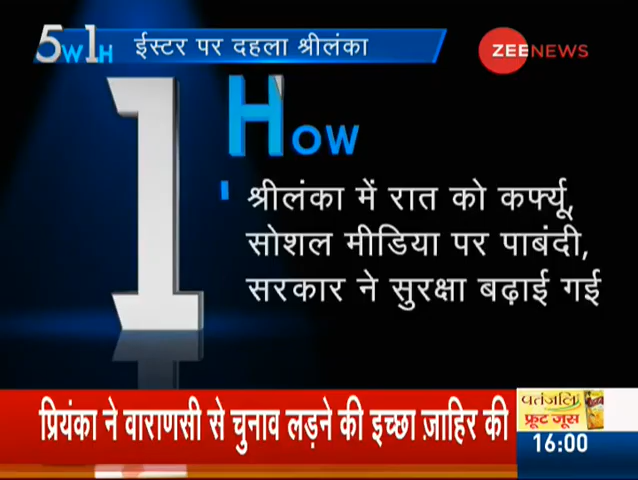 5W1H
ईस्टर पर दहला श्रीलंका
ZEENEWS
1
HOW
श्रीलंका में रात को कर्फ्यू,
सोशल मीडिया पर पाबंदी,
सरकार ने सुरक्षा बढ़ाई गई
प्रियंका ने वाराणसी से चुनाव लड़ने की इच्छा ज़ाहिर की
पतंजलि
फ्रूट जूस
16:00